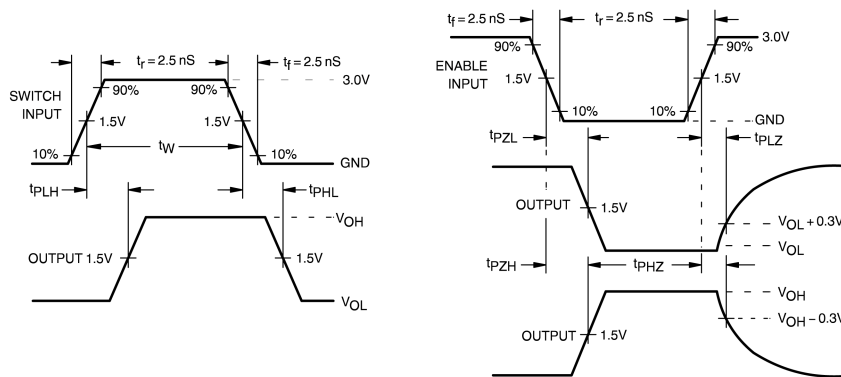 tr = 2.5 nS
tf = 2.5 nS
3.0V
90%
90%
SWITCH
INPUT
1.5V
1.5V
tW
10%
10%
GND
tPLH
tPHL
VOH
OUTPUT 1.5V
1.5V
VOL
tf = 2.5 nS
tr = 2.5 nS
3.0V
90%
90%
ENABLE
INPUT
1.5V
1.5V
10%
10%
GND
tPZL
tPLZ
OUTPUT
1.5V
VOL + 0.3V
VOL
tPZH
tPHZ
VOH
VOH – 0.3V
OUTPUT
1.5V